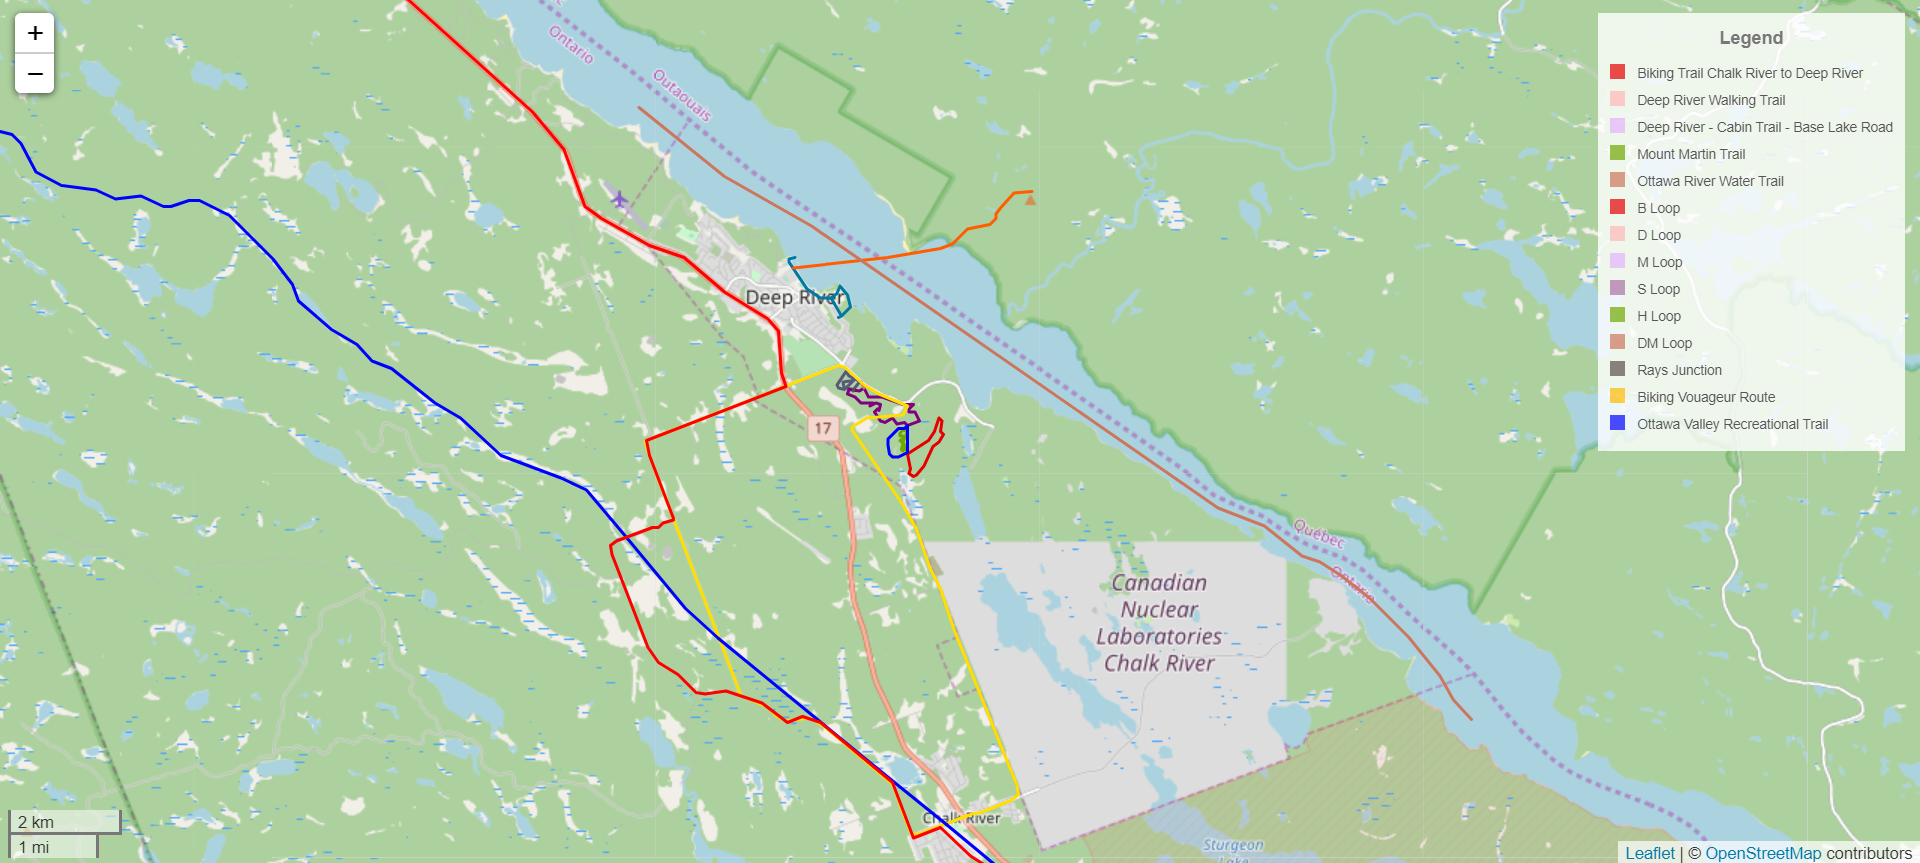 +
−
Ontario
Outaouais
Deep River
17
Québec
Ontario
Canadian
Nuclear
Laboratories
Chalk River
Chalk River
Sturgeon
Lake
2 km
1 mi
Legend
Biking Trail Chalk River to Deep River
Deep River Walking Trail
Deep River - Cabin Trail - Base Lake Road
Mount Martin Trail
Ottawa River Water Trail
B Loop
D Loop
M Loop
S Loop
H Loop
DM Loop
Rays Junction
Biking Vouageur Route
Ottawa Valley Recreational Trail
Leaflet | © OpenStreetMap contributors